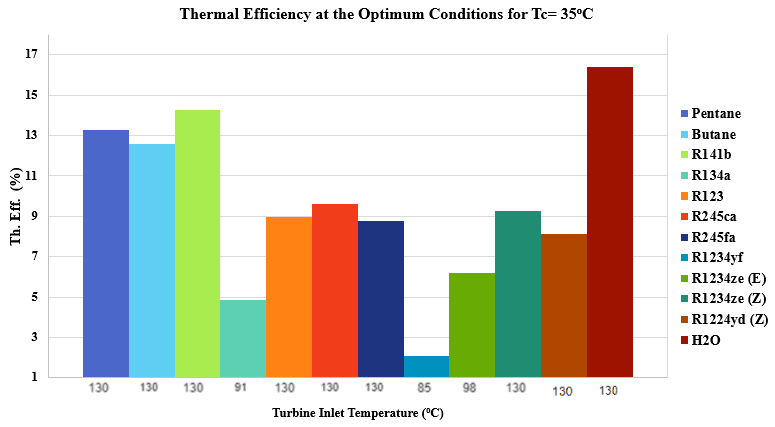 Thermal Efficiency at the Optimum Conditions for Tc= 35ºC
Th. Eff. (%)
17
15
13
11
9
7
5
3
1
130 130 130 91 130 130 130 85 98 130 130 130
Turbine Inlet Temperature (ºC)
Pentane
Butane
R141b
R134a
R123
R245ca
R245fa
R1234yf
R1234ze (E)
R1234ze (Z)
R1224yd (Z)
H2O